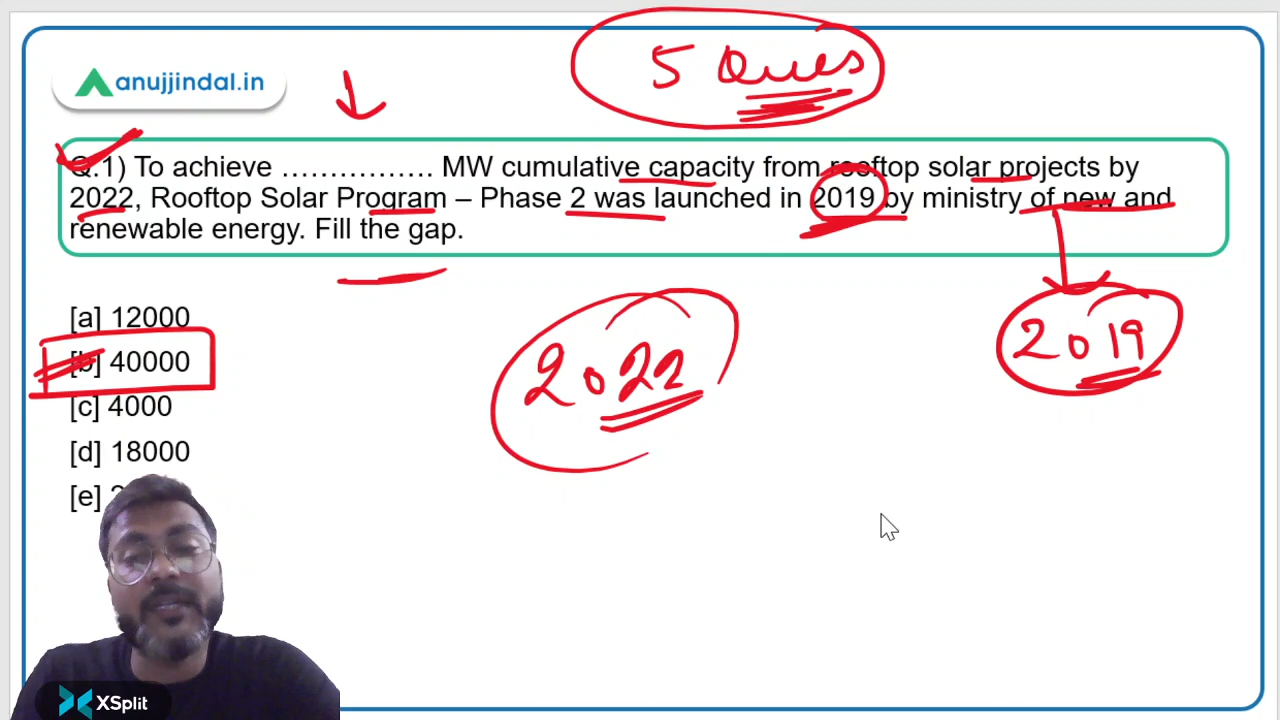 5 Ques
anujjindal.in
Q.1) To achieve ................ MW cumulative capacity from rooftop solar projects by
2022, Rooftop Solar Program – Phase 2 was launched in 2019 by ministry of new and
renewable energy. Fill the gap.
[a] 12000
[b] 40000
[c] 4000
[d] 18000
[e]
2022
2019
XSplit